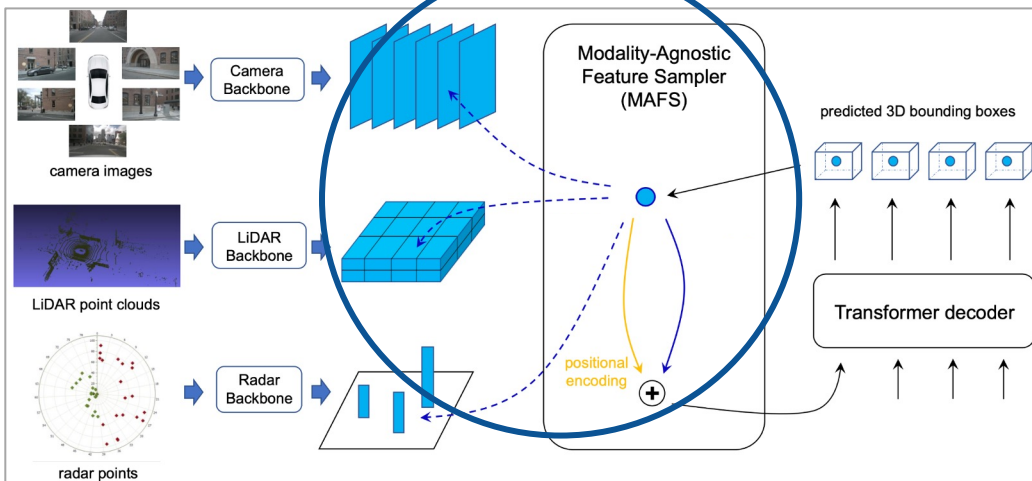 camera images
Camera
Backbone
LiDAR point clouds
LiDAR
Backbone
radar points
Radar
Backbone
Modality-Agnostic
Feature Sampler
(MAFS)
positional
encoding
+
predicted 3D bounding boxes
Transformer decoder